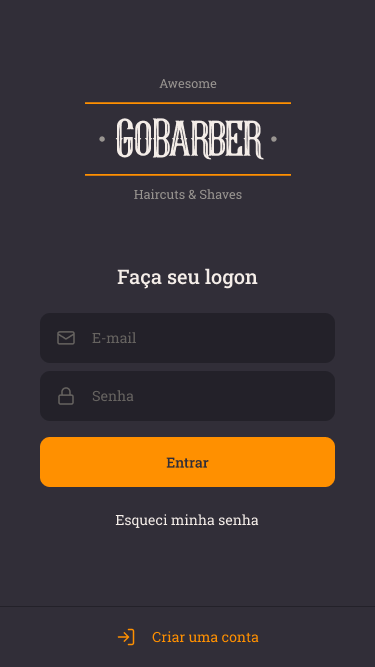 Awesome
GOBARBER
Haircuts & Shaves
Faça seu logon
E-mail
Senha
Entrar
Esqueci minha senha
Criar uma conta